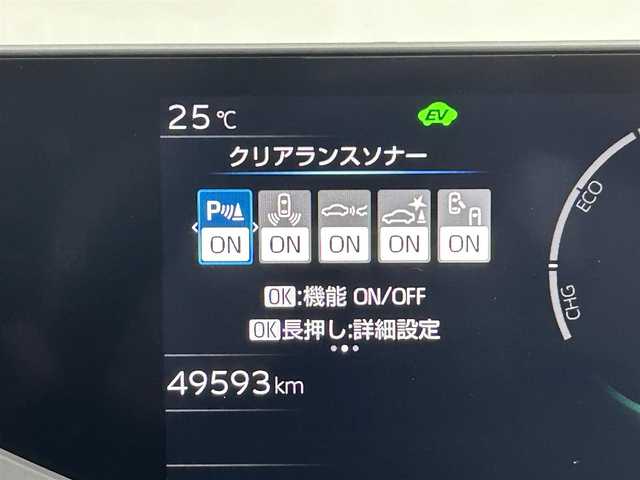 25℃ EV
クリアランスソナー
P
ON ON ON ON ON
OK:機能 ON/OFF
OK長押し:詳細設定
49593km
ECO
CHG